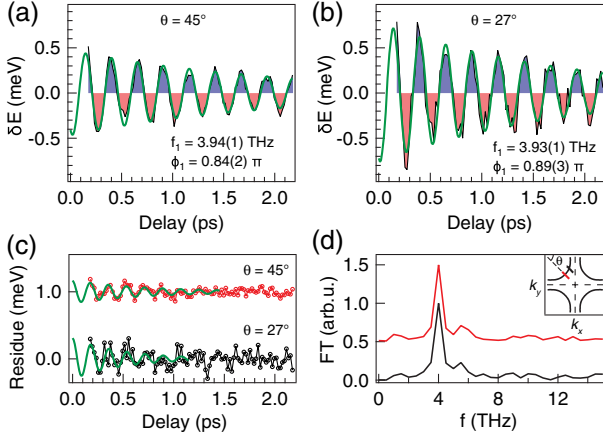 (a)
θ = 45°
δE (meV)
0.5
0.0
-0.5
f₁ = 3.94(1) THz
ϕ₁ = 0.84(2) π
0.0 0.5 1.0 1.5 2.0
Delay (ps)
(b)
θ = 27°
δE (meV)
0.5
0.0
-0.5
f₁ = 3.93(1) THz
ϕ₁ = 0.89(3) π
0.0 0.5 1.0 1.5 2.0
Delay (ps)
(c)
θ = 45°
Residue (meV)
1.0
θ = 27°
0.0
0.0 0.5 1.0 1.5 2.0
Delay (ps)
(d)
FT (arb.u.)
1.5
1.0
0.5
0.0
θ
kᵧ
kₓ
0 4 8 12
f (THz)